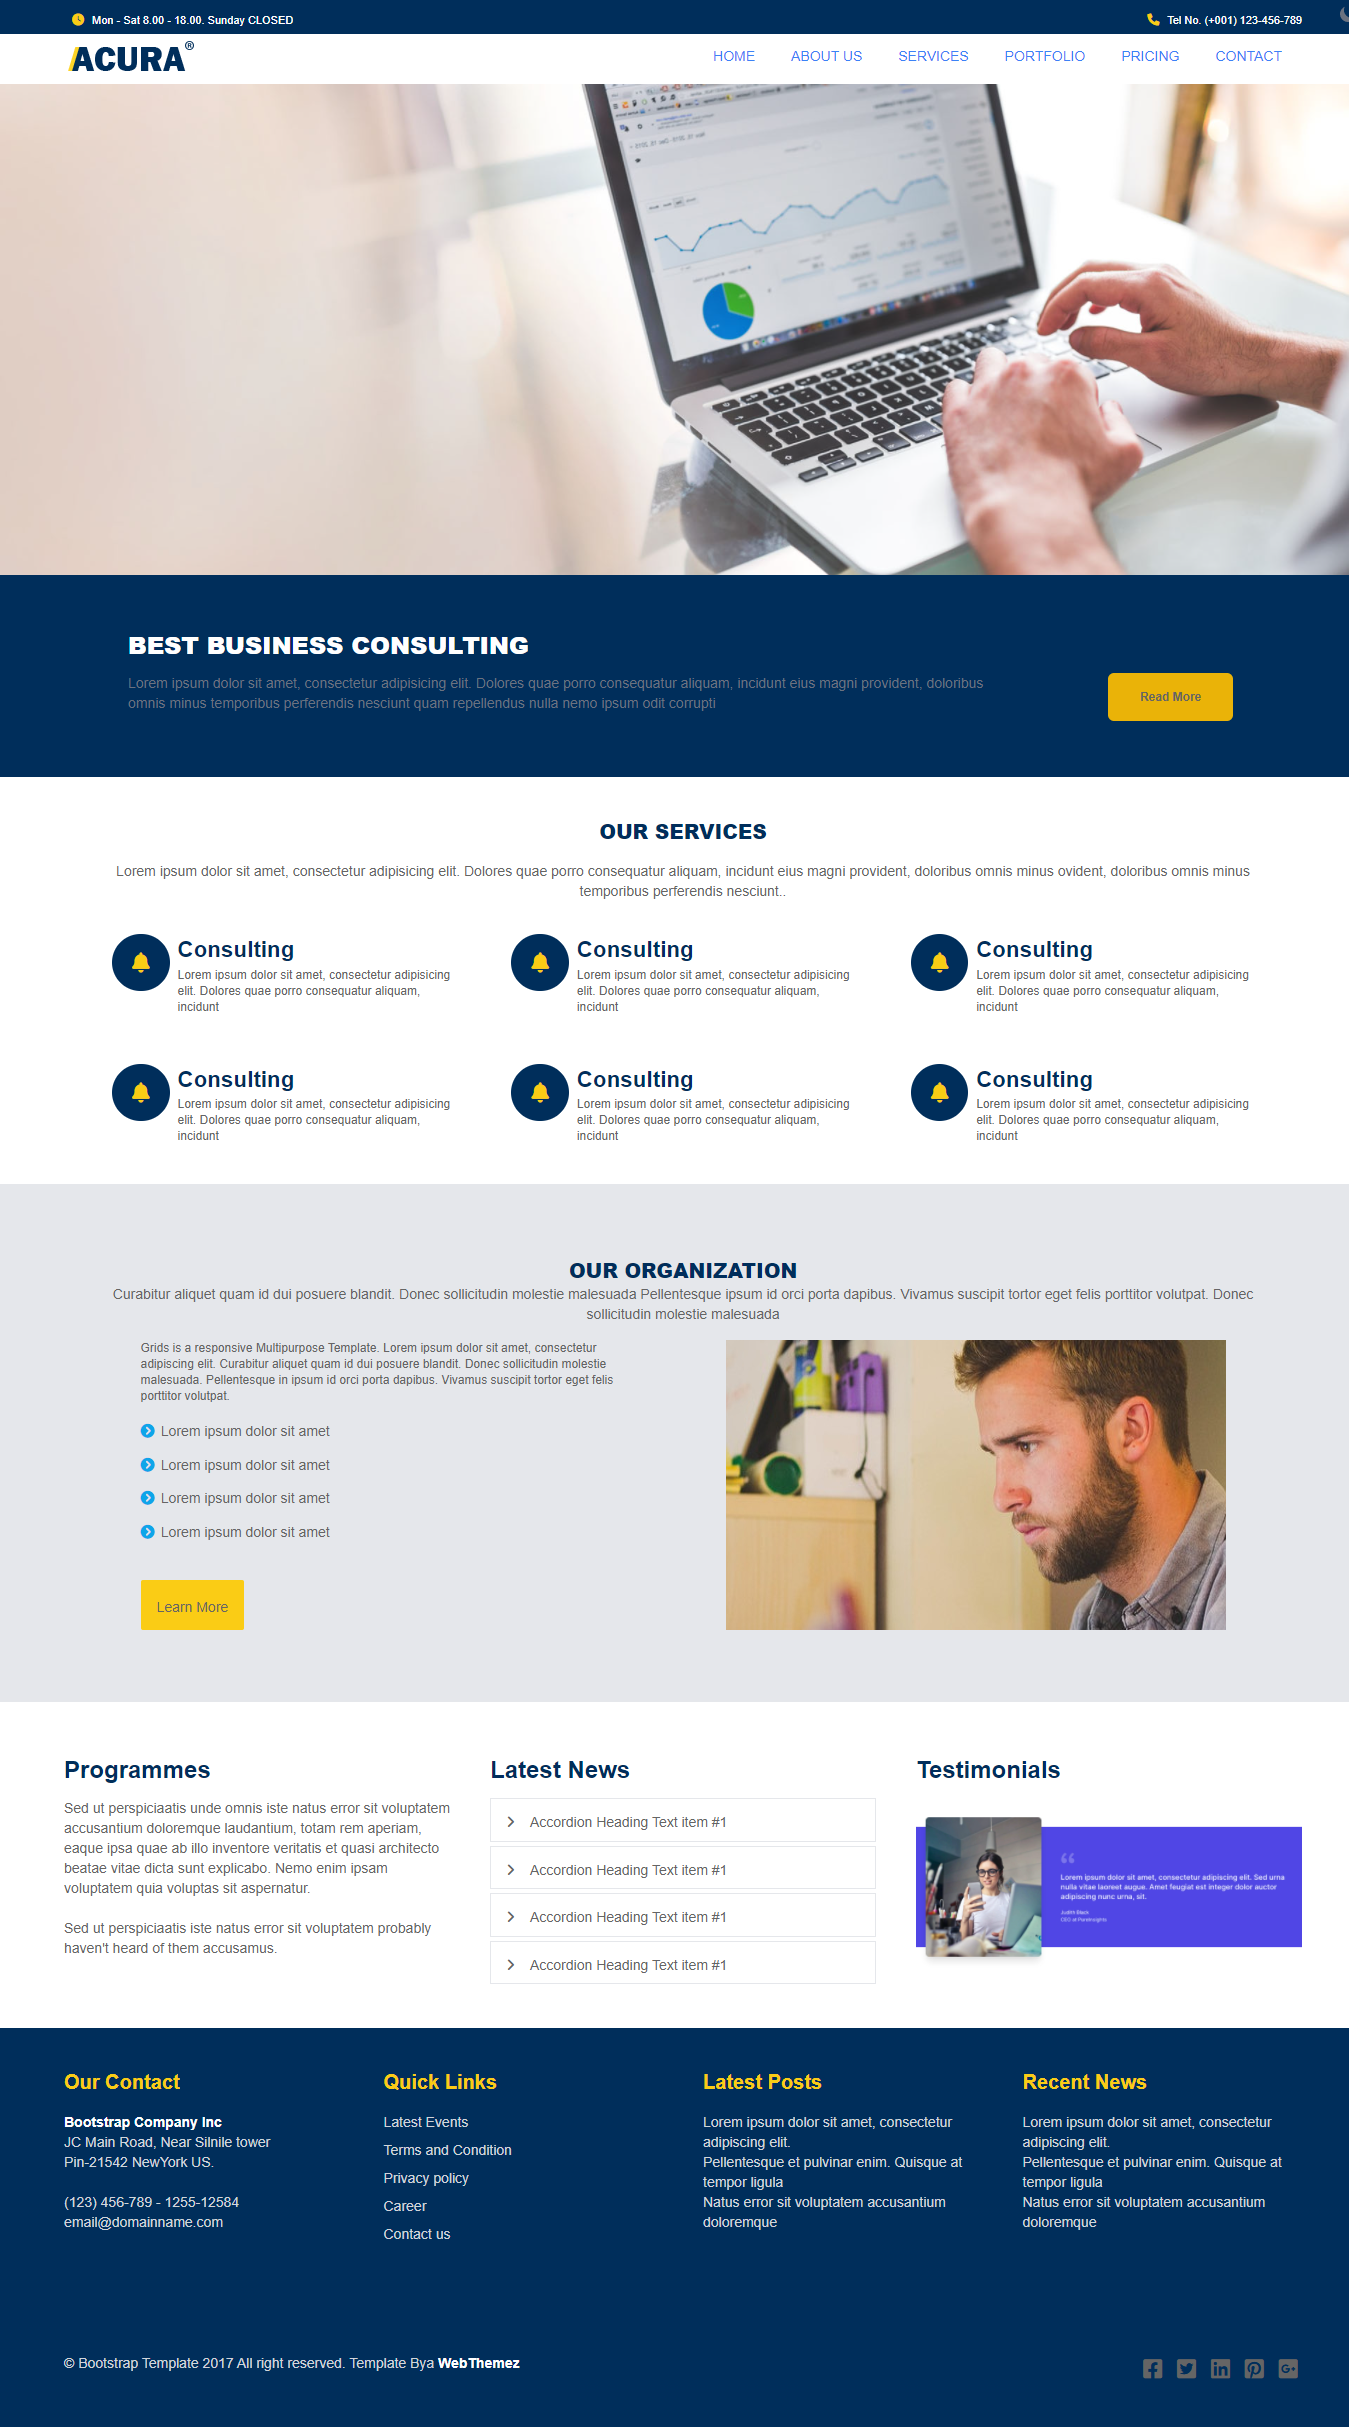 Mon - Sat 8.00 - 18.00. Sunday CLOSED
Tel No. (+001) 123-456-789
ACURA®
HOME ABOUT US SERVICES PORTFOLIO PRICING CONTACT
BEST BUSINESS CONSULTING
Lorem ipsum dolor sit amet, consectetur adipisicing elit. Dolores quae porro consequatur aliquam, incidunt eius magni provident, doloribus
omnis minus temporibus perferendis nesciunt quam repellendus nulla nemo ipsum odit corrupti
Read More
OUR SERVICES
Lorem ipsum dolor sit amet, consectetur adipisicing elit. Dolores quae porro consequatur aliquam, incidunt eius magni provident, doloribus omnis minus ovident, doloribus omnis minus
temporibus perferendis nesciunt..
Consulting
Lorem ipsum dolor sit amet, consectetur adipisicing
elit. Dolores quae porro consequatur aliquam,
incidunt
Consulting
Lorem ipsum dolor sit amet, consectetur adipisicing
elit. Dolores quae porro consequatur aliquam,
incidunt
Consulting
Lorem ipsum dolor sit amet, consectetur adipisicing
elit. Dolores quae porro consequatur aliquam,
incidunt
Consulting
Lorem ipsum dolor sit amet, consectetur adipisicing
elit. Dolores quae porro consequatur aliquam,
incidunt
Consulting
Lorem ipsum dolor sit amet, consectetur adipisicing
elit. Dolores quae porro consequatur aliquam,
incidunt
Consulting
Lorem ipsum dolor sit amet, consectetur adipisicing
elit. Dolores quae porro consequatur aliquam,
incidunt
OUR ORGANIZATION
Curabitur aliquet quam id dui posuere blandit. Donec sollicitudin molestie malesuada Pellentesque ipsum id orci porta dapibus. Vivamus suscipit tortor eget felis porttitor volutpat. Donec
sollicitudin molestie malesuada
Grids is a responsive Multipurpose Template. Lorem ipsum dolor sit amet, consectetur
adipiscing elit. Curabitur aliquet quam id dui posuere blandit. Donec sollicitudin molestie
malesuada. Pellentesque in ipsum id orci porta dapibus. Vivamus suscipit tortor eget felis
porttitor volutpat.
Lorem ipsum dolor sit amet
Lorem ipsum dolor sit amet
Lorem ipsum dolor sit amet
Lorem ipsum dolor sit amet
Learn More
Programmes
Sed ut perspiciaatis unde omnis iste natus error sit voluptatem
accusantium doloremque laudantium, totam rem aperiam,
eaque ipsa quae ab illo inventore veritatis et quasi architecto
beatae vitae dicta sunt explicabo. Nemo enim ipsam
voluptatem quia voluptas sit aspernatur.
Sed ut perspiciaatis iste natus error sit voluptatem probably
haven't heard of them accusamus.
Latest News
Accordion Heading Text item #1
Accordion Heading Text item #1
Accordion Heading Text item #1
Accordion Heading Text item #1
Testimonials
Lorem ipsum dolor sit amet, consectetur adipiscing elit. Sed urna
nulla vitae laoreet augue. Amet feugiat est integer dolor auctor
adipiscing nunc urna, sit.
Judith Black
CEO at PureInsights
Our Contact
Bootstrap Company Inc
JC Main Road, Near Silnile tower
Pin-21542 NewYork US.
(123) 456-789 - 1255-12584
email@domainname.com
Quick Links
Latest Events
Terms and Condition
Privacy policy
Career
Contact us
Latest Posts
Lorem ipsum dolor sit amet, consectetur
adipiscing elit.
Pellentesque et pulvinar enim. Quisque at
tempor ligula
Natus error sit voluptatem accusantium
doloremque
Recent News
Lorem ipsum dolor sit amet, consectetur
adipiscing elit.
Pellentesque et pulvinar enim. Quisque at
tempor ligula
Natus error sit voluptatem accusantium
doloremque
© Bootstrap Template 2017 All right reserved. Template Bya WebThemez